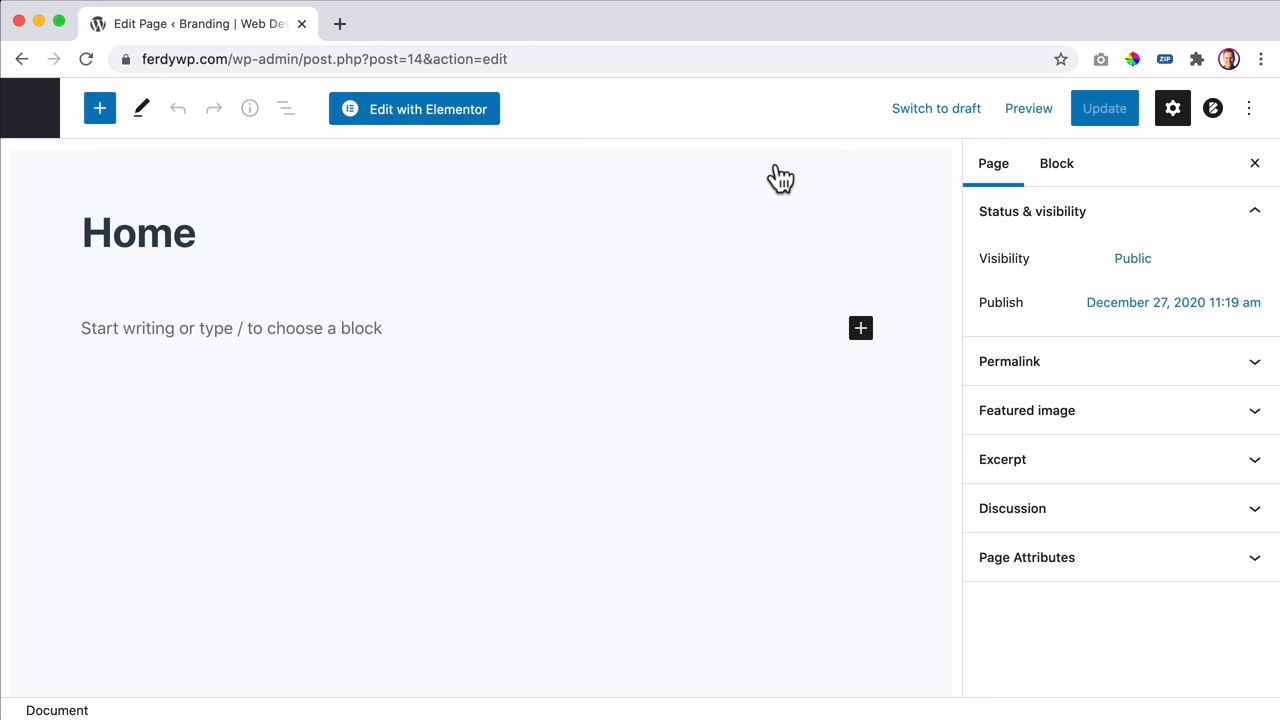 Edit Page ‹ Branding | Web Des
ferdywp.com/wp-admin/post.php?post=14&action=edit
ZIP
Edit with Elementor
Switch to draft
Preview
Update
Page
Block
Home
Status & visibility
Visibility
Public
Publish
December 27, 2020 11:19 am
Start writing or type / to choose a block
Permalink
Featured image
Excerpt
Discussion
Page Attributes
Document